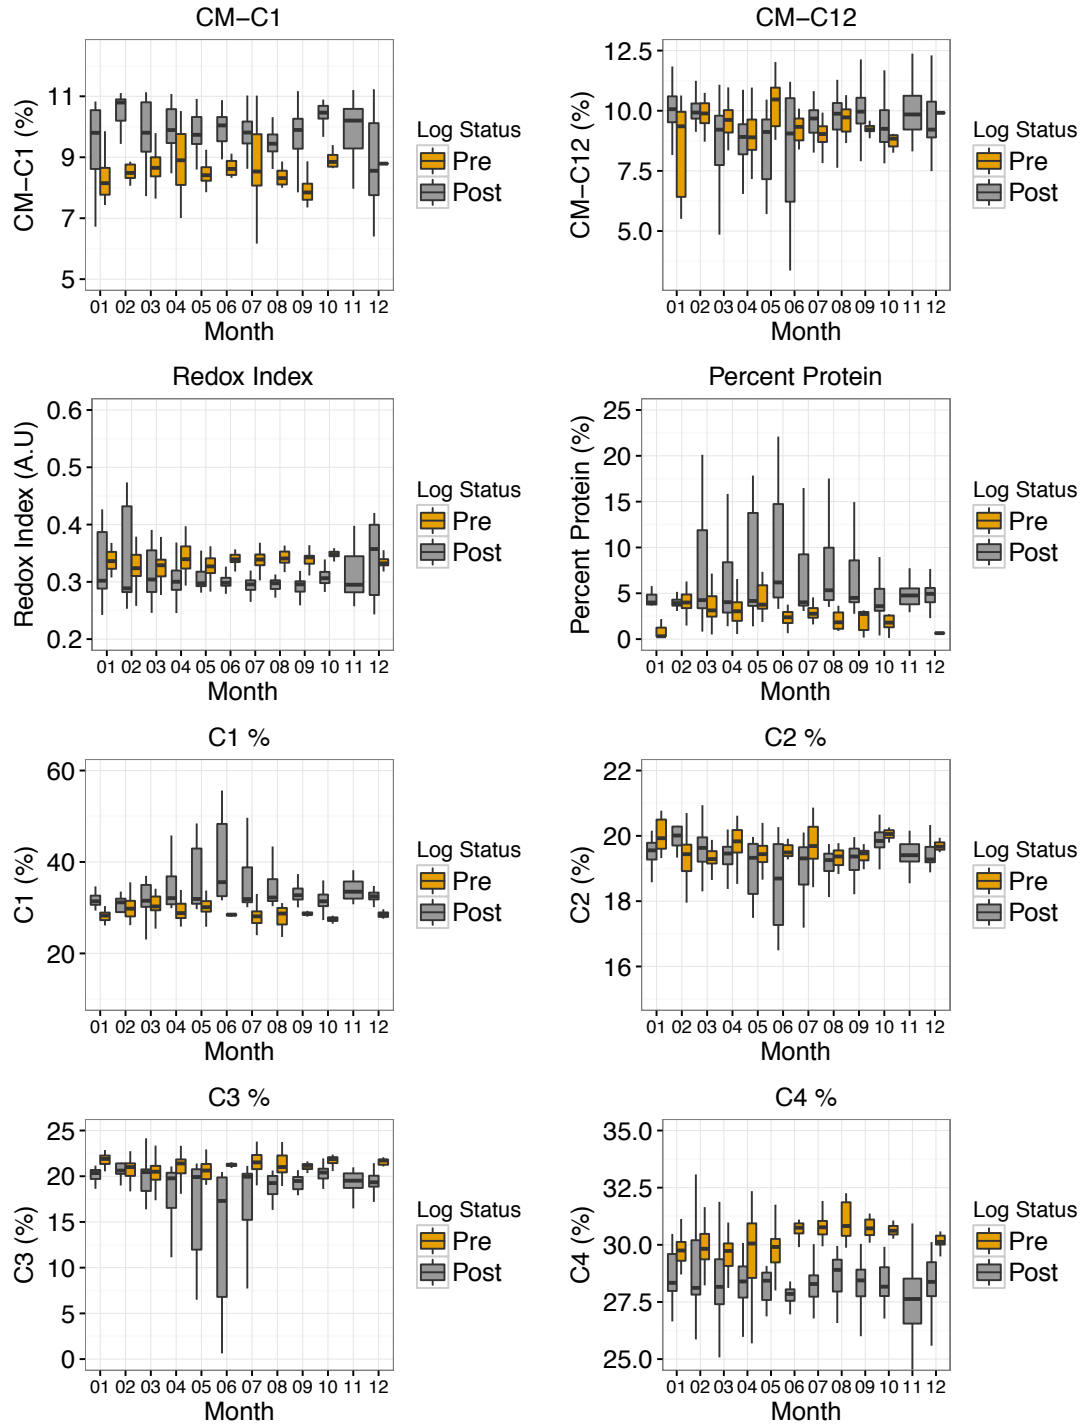 CM−C1
CM−C1 (%)
11
9
7
5
01 02 03 04 05 06 07 08 09 10 11 12
Month
Log Status
Pre
Post
CM−C12
CM−C12 (%)
12.5
10.0
7.5
5.0
01 02 03 04 05 06 07 08 09 10 11 12
Month
Log Status
Pre
Post
Redox Index
Redox Index (A.U)
0.6
0.5
0.4
0.3
0.2
01 02 03 04 05 06 07 08 09 10 11 12
Month
Log Status
Pre
Post
Percent Protein
Percent Protein (%)
25
20
15
10
5
0
01 02 03 04 05 06 07 08 09 10 11 12
Month
Log Status
Pre
Post
C1 %
C1 (%)
60
40
20
01 02 03 04 05 06 07 08 09 10 11 12
Month
Log Status
Pre
Post
C2 %
C2 (%)
22
20
18
16
01 02 03 04 05 06 07 08 09 10 11 12
Month
Log Status
Pre
Post
C3 %
C3 (%)
25
20
15
10
5
0
01 02 03 04 05 06 07 08 09 10 11 12
Month
Log Status
Pre
Post
C4 %
C4 (%)
35.0
32.5
30.0
27.5
25.0
01 02 03 04 05 06 07 08 09 10 11 12
Month
Log Status
Pre
Post